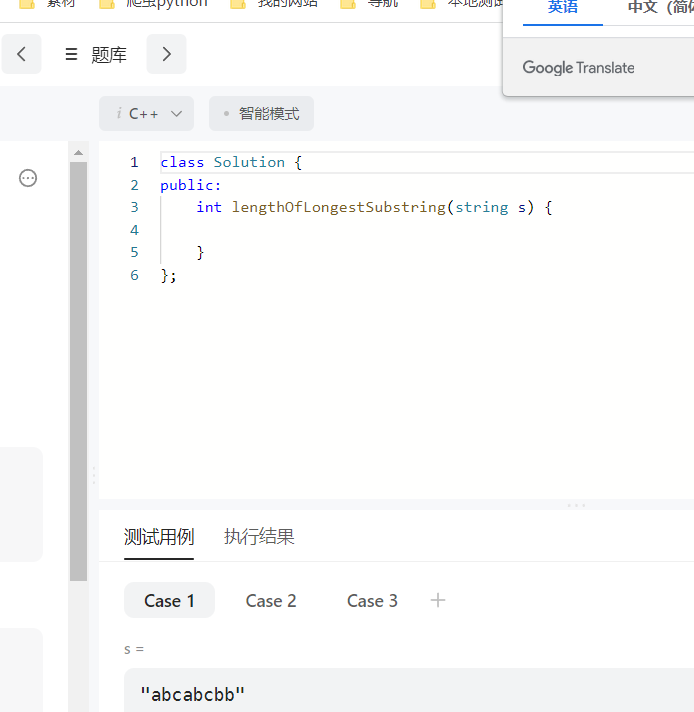 素材 爬虫python 我的网站 导航 本地测试
英语 中文（简体
Google Translate
题库
i C++ 智能模式
1 class Solution {
2 public:
3 int lengthOfLongestSubstring(string s) {
4
5 }
6 };
测试用例 执行结果
Case 1 Case 2 Case 3 +
s =
"abcabcbb"